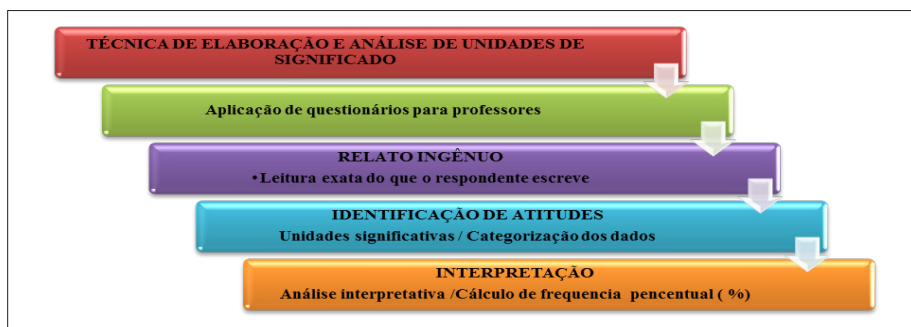 TÉCNICA DE ELABORAÇÃO E ANÁLISE DE UNIDADES DE
SIGNIFICADO
Aplicação de questionários para professores
RELATO INGÊNUO
•Leitura exata do que o respondente escreve
IDENTIFICAÇÃO DE ATITUDES
Unidades significativas / Categorização dos dados
INTERPRETAÇÃO
Análise interpretativa /Cálculo de frequencia pencentual ( %)